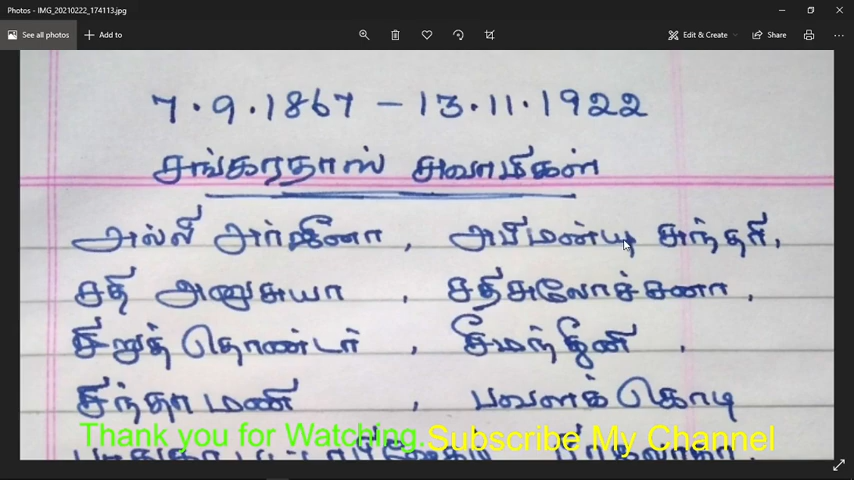 Photos - IMG_20210222_174113.jpg
See all photos
Add to
Edit & Create
Share
7.9.1867 - 13.11.1922
சங்கரதாஸ் சுவாமிகள்
அல்லி அர்ஜீனா , அபிமன்யு சுந்தரி,
சதி அனுசுயா , சதிசுலோச்சனா ,
சிறுத் தொண்டர் , சீமந்தினி ,
சிந்தாமணி , பவளக் கொடி
Thank you for Watching. Subscribe My Channel